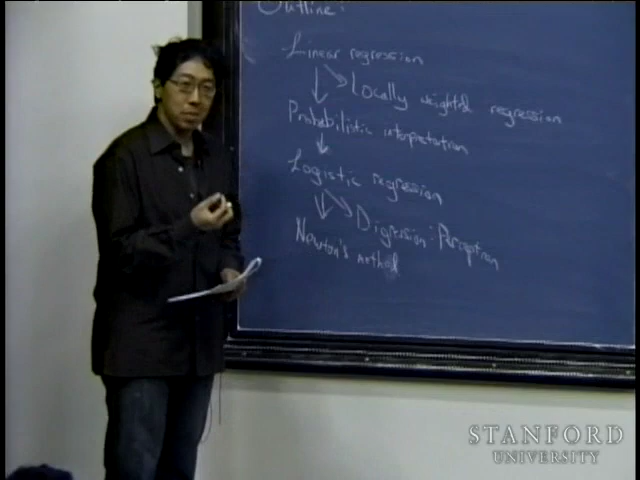 Outline:
Linear regression
Locally weighted regression
Probabilistic interpretation
Logistic regression
Digression: Perceptron
Newton's method
STANFORD
UNIVERSITY